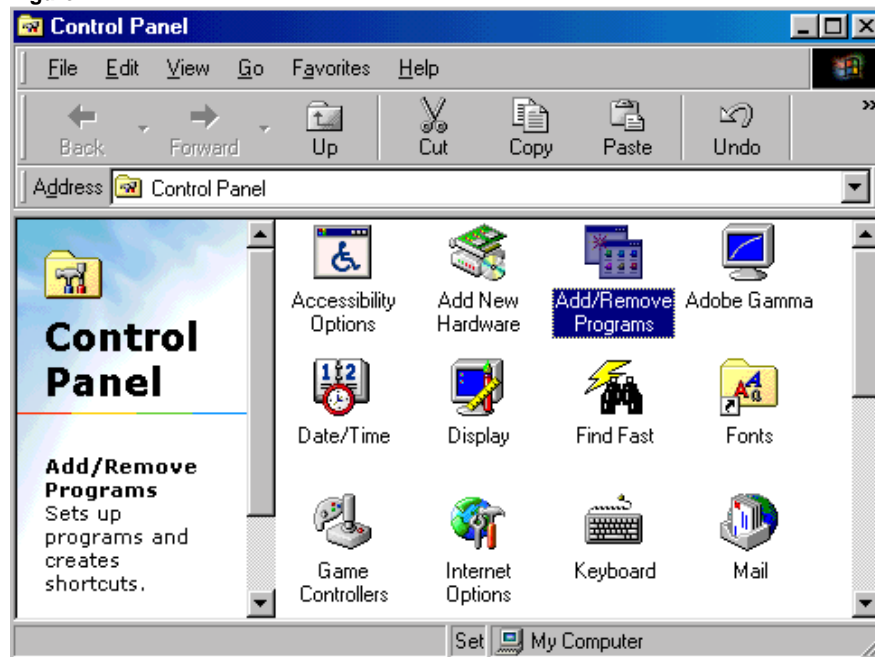 Control Panel
File Edit View Go Favorites Help
Back Forward Up Cut Copy Paste Undo »
Address Control Panel
Control
Panel
Add/Remove
Programs
Sets up
programs and
creates
shortcuts.
Accessibility Options
Add New Hardware
Add/Remove Programs
Adobe Gamma
Date/Time
Display
Find Fast
Fonts
Game Controllers
Internet Options
Keyboard
Mail
Set My Computer